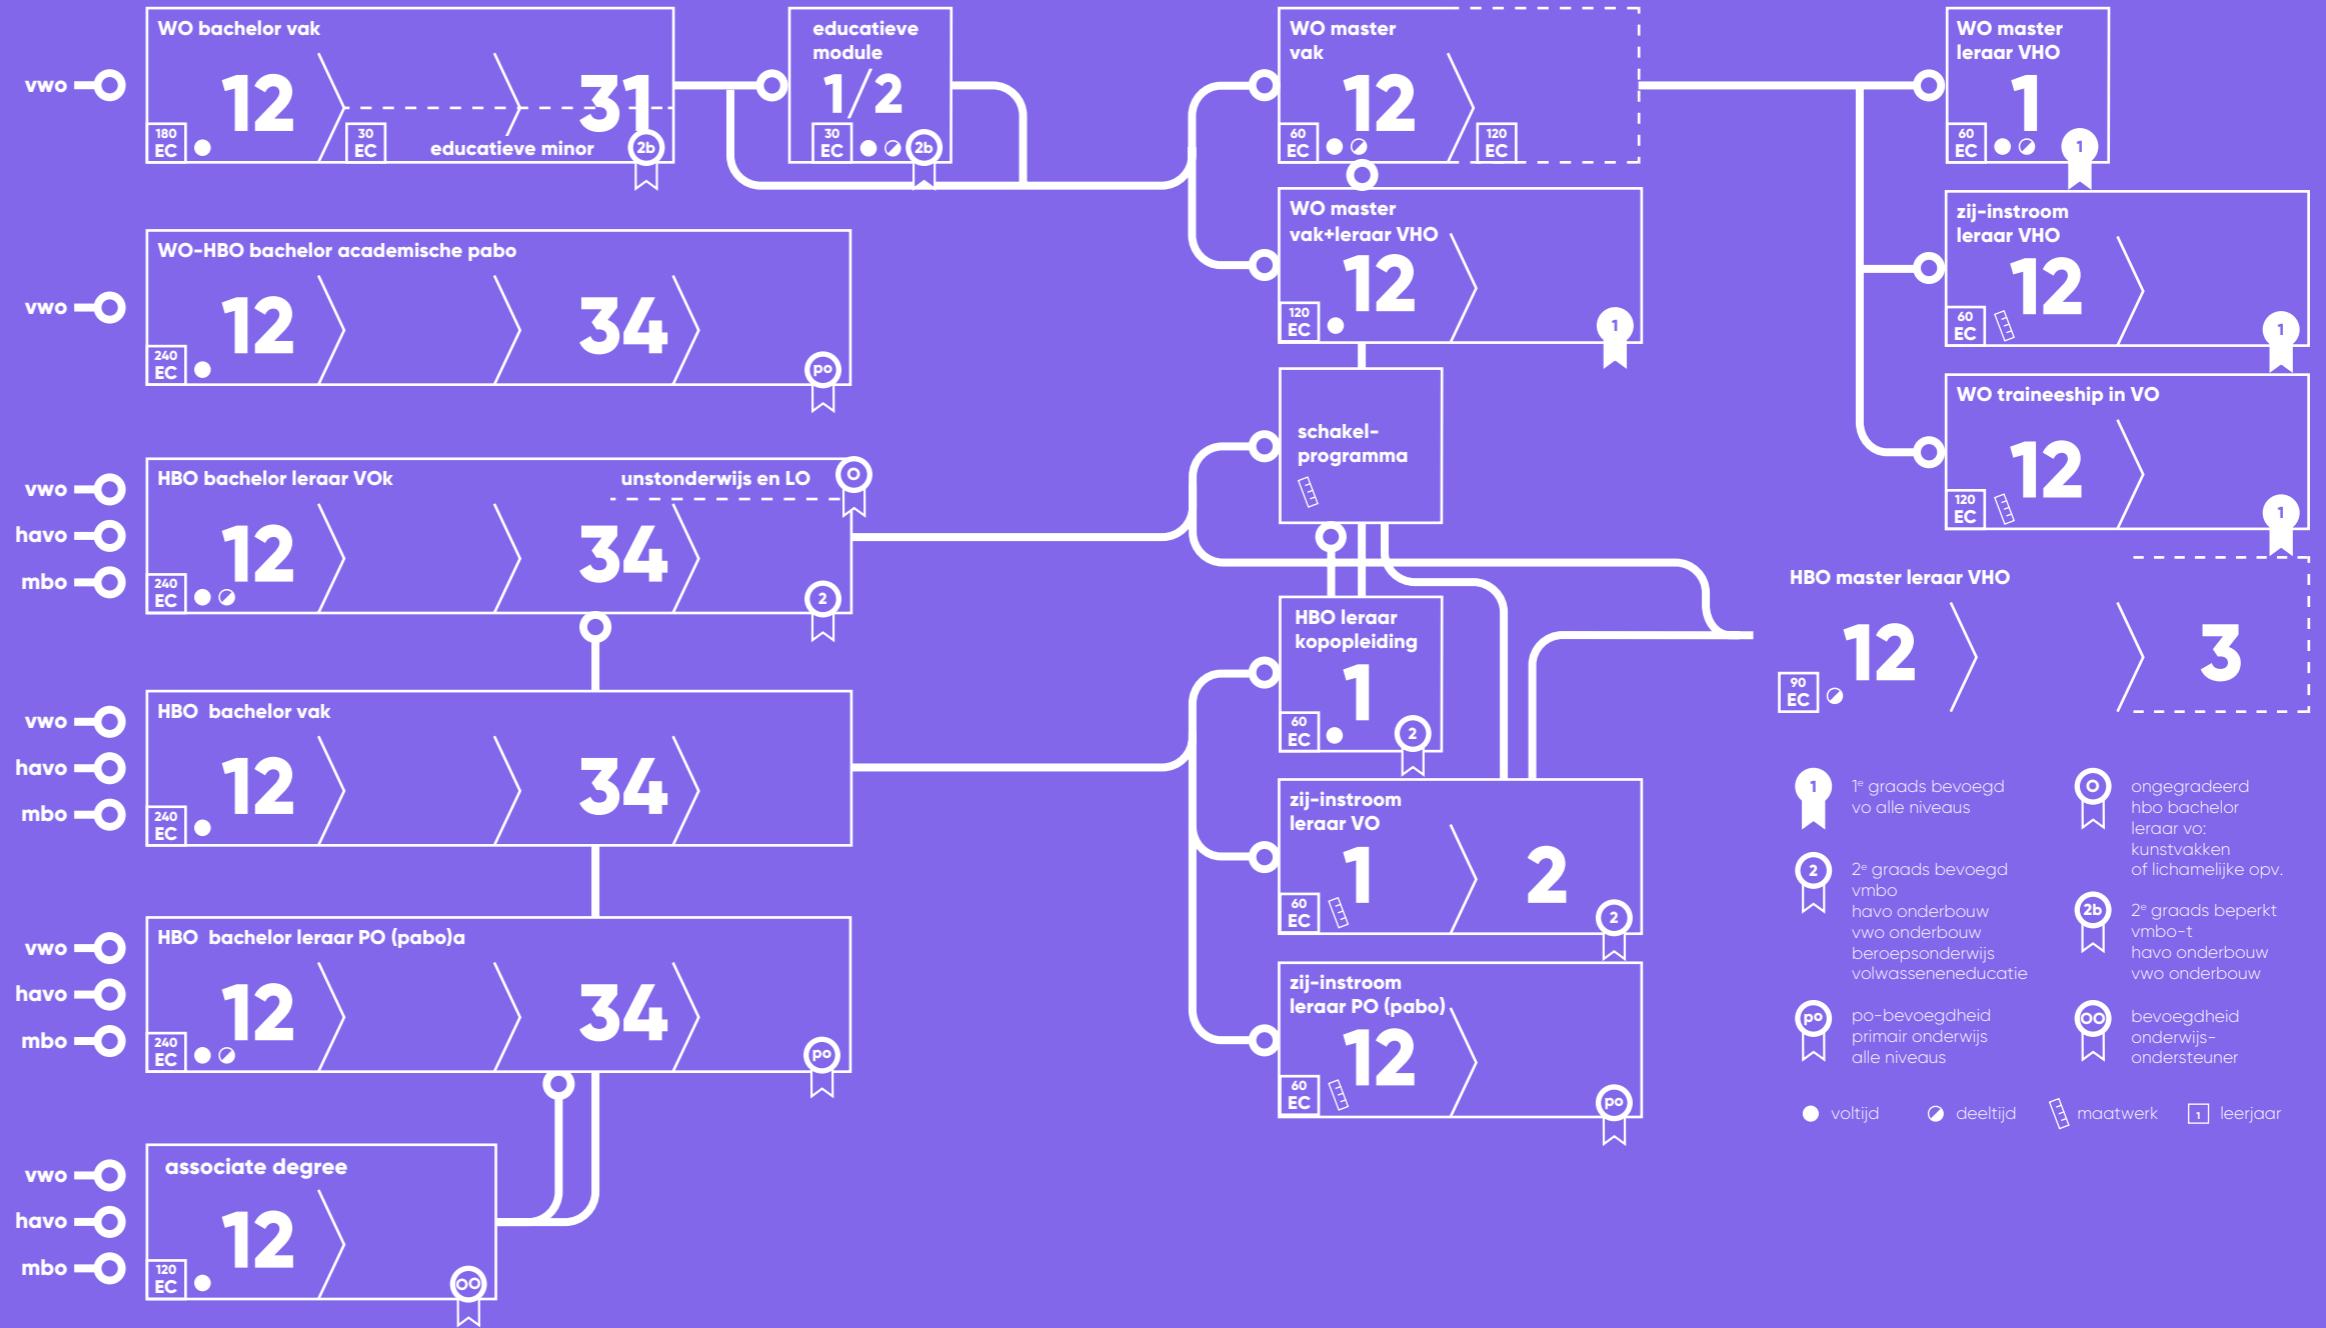 vwo
WO bachelor vak
12
31
180
EC
30
EC
educatieve minor
2b
educatieve
module
1/2
30
EC
2b
WO master
vak
12
60
EC
120
EC
WO master
vak+leraar VHO
12
120
EC
1
WO master
leraar VHO
1
60
EC
1
zij-instroom
leraar VHO
12
60
EC
1
WO traineeship in VO
12
120
EC
1
vwo
WO-HBO bachelor academische pabo
12
34
240
EC
po
vwo
havo
mbo
HBO bachelor leraar VOk
unstonderwijs en LO
O
12
34
240
EC
2
schakel-
programma
HBO master leraar VHO
12
3
90
EC
vwo
havo
mbo
HBO bachelor vak
12
34
240
EC
HBO leraar
kopopleiding
1
60
EC
2
zij-instroom
leraar VO
1
2
60
EC
2
vwo
havo
mbo
HBO bachelor leraar PO (pabo)a
12
34
240
EC
po
zij-instroom
leraar PO (pabo)
12
60
EC
po
vwo
havo
mbo
associate degree
12
120
EC
OO
1
1e graads bevoegd
vo alle niveaus
2
2e graads bevoegd
vmbo
havo onderbouw
vwo onderbouw
beroepsonderwijs
volwasseneneducatie
po
po-bevoegdheid
primair onderwijs
alle niveaus
O
ongegradeerd
hbo bachelor
leraar vo:
kunstvakken
of lichamelijke opv.
2b
2e graads beperkt
vmbo-t
havo onderbouw
vwo onderbouw
OO
bevoegdheid
onderwijs-
ondersteuner
voltijd
deeltijd
maatwerk
1 leerjaar